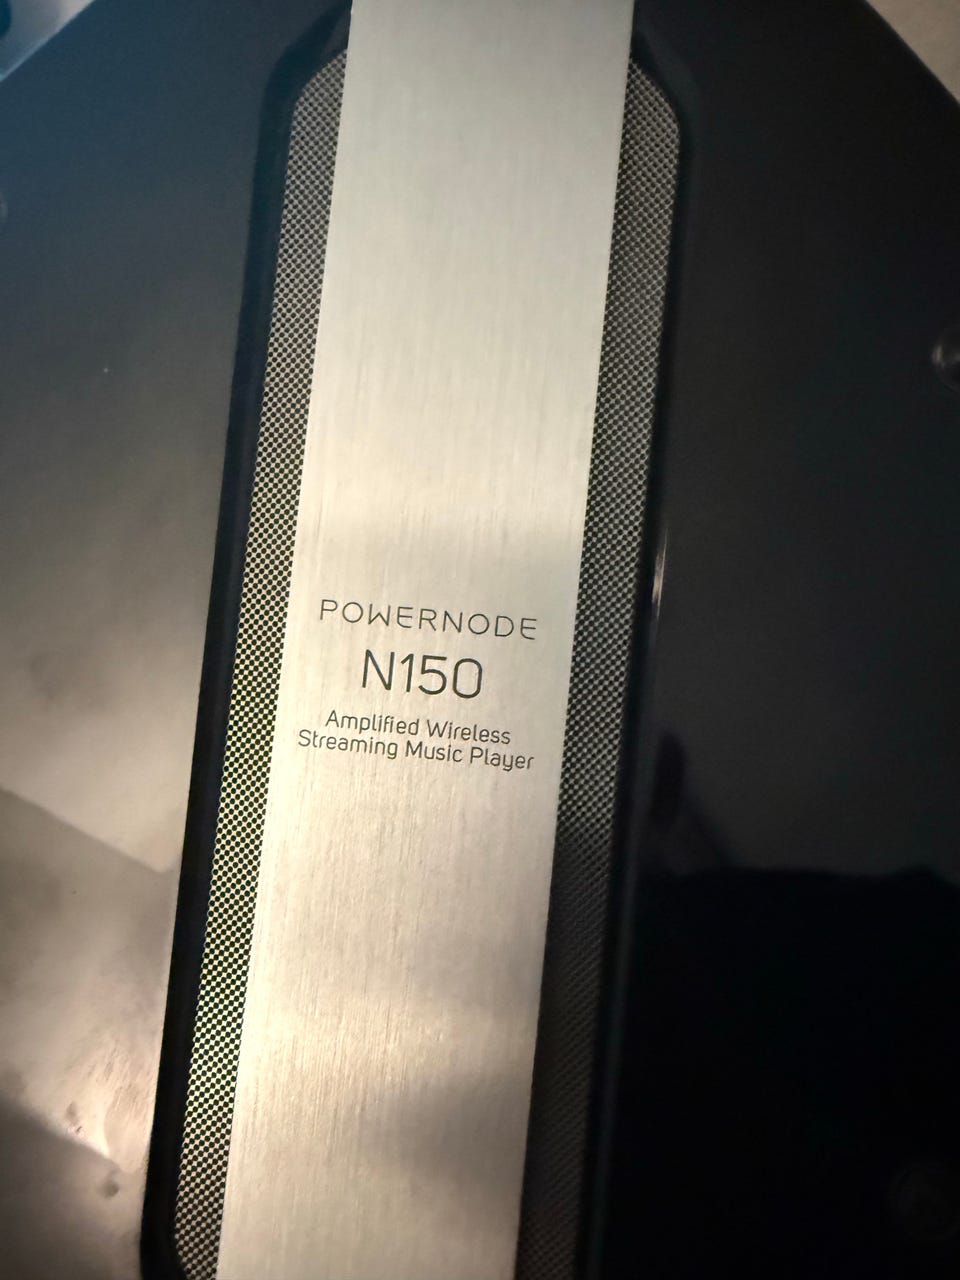 POWERNODE
N150
Amplified Wireless
Streaming Music Player